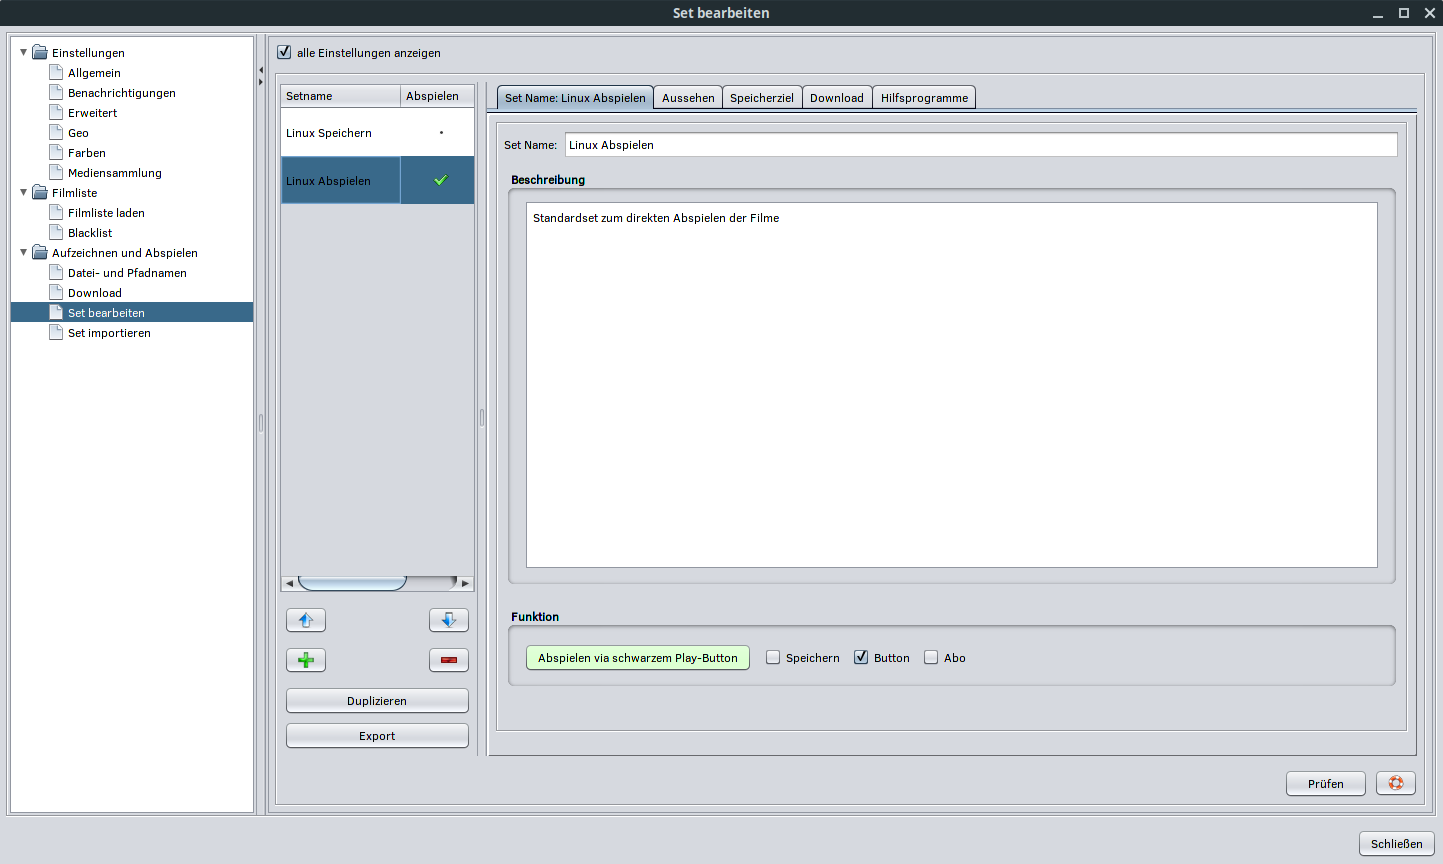 Set bearbeiten
Einstellungen
Allgemein
Benachrichtigungen
Erweitert
Geo
Farben
Mediensammlung
Filmliste
Filmliste laden
Blacklist
Aufzeichnen und Abspielen
Datei- und Pfadnamen
Download
Set bearbeiten
Set importieren
alle Einstellungen anzeigen
Setname Abspielen
Linux Speichern
Linux Abspielen
Duplizieren
Export
Set Name: Linux Abspielen Aussehen Speicherziel Download Hilfsprogramme
Set Name: Linux Abspielen
Beschreibung
Standardset zum direkten Abspielen der Filme
Funktion
Abspielen via schwarzem Play-Button Speichern Button Abo
Prüfen
Schließen